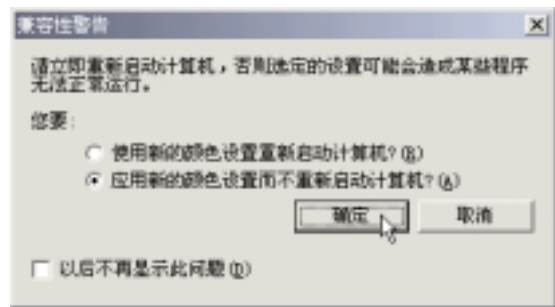 兼容性警告
请立即重新启动计算机，否则选定的设置可能会造成某些程序
无法正常运行。
您要：
使用新的颜色设置重新启动计算机? (R)
应用新的颜色设置而不重新启动计算机? (A)
确定 取消
以后不再显示此问题 (D)